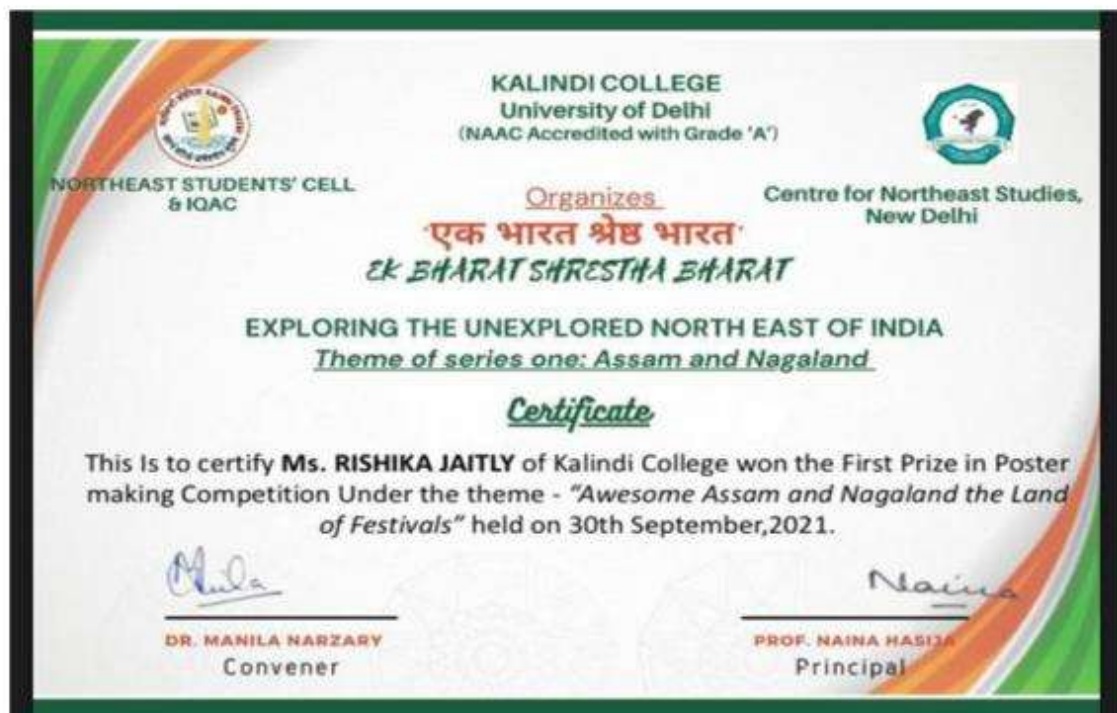 KALINDI COLLEGE
University of Delhi
(NAAC Accredited with Grade 'A')
NORTHEAST STUDENTS' CELL
& IQAC
Centre for Northeast Studies,
New Delhi
Organizes
'एक भारत श्रेष्ठ भारत'
EK BHARAT SHRESTHA BHARAT
EXPLORING THE UNEXPLORED NORTH EAST OF INDIA
Theme of series one: Assam and Nagaland
Certificate
This Is to certify Ms. RISHIKA JAITLY of Kalindi College won the First Prize in Poster
making Competition Under the theme - "Awesome Assam and Nagaland the Land
of Festivals" held on 30th September,2021.
Naina
DR. MANILA NARZARY
Convener
PROF. NAINA HASIJA
Principal